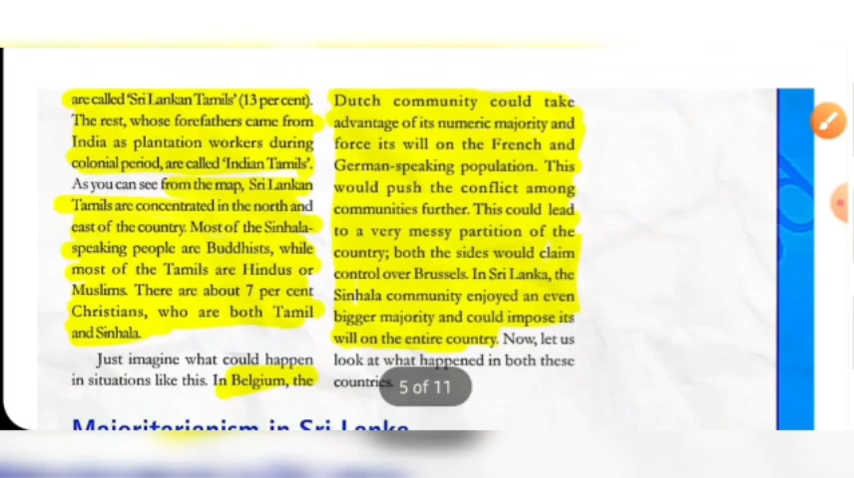 are called 'Sri Lankan Tamils' (13 per cent).
The rest, whose forefathers came from
India as plantation workers during
colonial period, are called 'Indian Tamils'.
As you can see from the map, Sri Lankan
Tamils are concentrated in the north and
east of the country. Most of the Sinhala-
speaking people are Buddhists, while
most of the Tamils are Hindus or
Muslims. There are about 7 per cent
Christians, who are both Tamil
and Sinhala.
Just imagine what could happen
in situations like this. In Belgium, the
Dutch community could take
advantage of its numeric majority and
force its will on the French and
German-speaking population. This
would push the conflict among
communities further. This could lead
to a very messy partition of the
country; both the sides would claim
control over Brussels. In Sri Lanka, the
Sinhala community enjoyed an even
bigger majority and could impose its
will on the entire country. Now, let us
look at what happened in both these
countries.
5 of 11
Majoritarianism in Sri Lanka